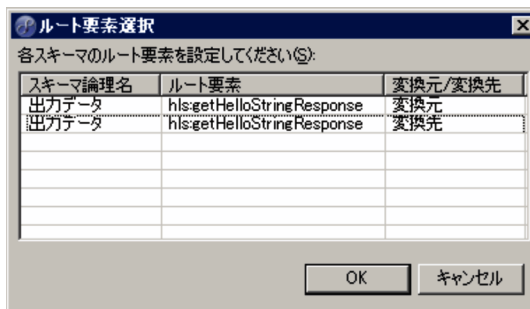 ルート要素選択
各スキーマのルート要素を設定してください(S):
スキーマ論理名 ルート要素 変換元/変換先
出力データ hls:getHelloStringResponse 変換元
出力データ hls:getHelloStringResponse 変換先
OK キャンセル